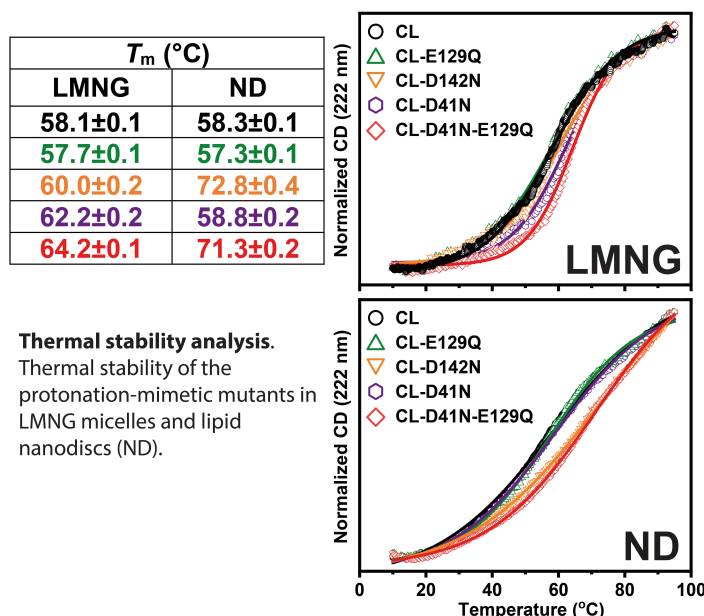 Tm (°C)
LMNG ND
58.1±0.1 58.3±0.1
57.7±0.1 57.3±0.1
60.0±0.2 72.8±0.4
62.2±0.2 58.8±0.2
64.2±0.1 71.3±0.2
Thermal stability analysis.
Thermal stability of the
protonation-mimetic mutants in
LMNG micelles and lipid
nanodiscs (ND).
Normalized CD (222 nm)
CL
CL-E129Q
CL-D142N
CL-D41N
CL-D41N-E129Q
LMNG
Normalized CD (222 nm)
CL
CL-E129Q
CL-D142N
CL-D41N
CL-D41N-E129Q
ND
0 20 40 60 80 100
Temperature (°C)